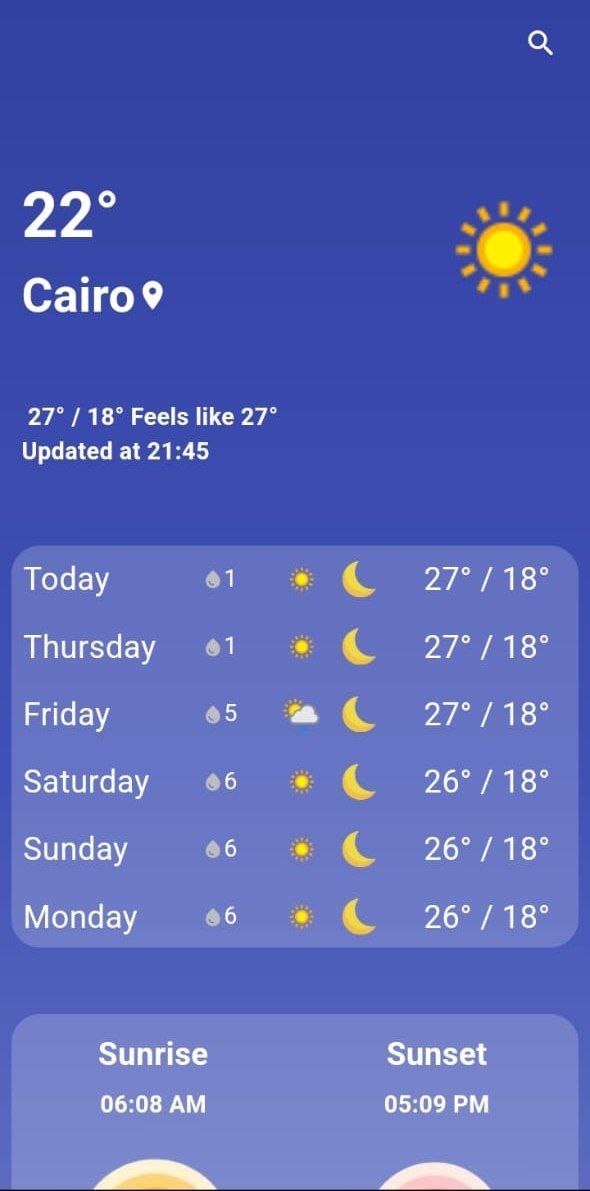 22°
Cairo
27° / 18° Feels like 27°
Updated at 21:45
Today 1 27° / 18°
Thursday 1 27° / 18°
Friday 5 27° / 18°
Saturday 6 26° / 18°
Sunday 6 26° / 18°
Monday 6 26° / 18°
Sunrise Sunset
06:08 AM 05:09 PM